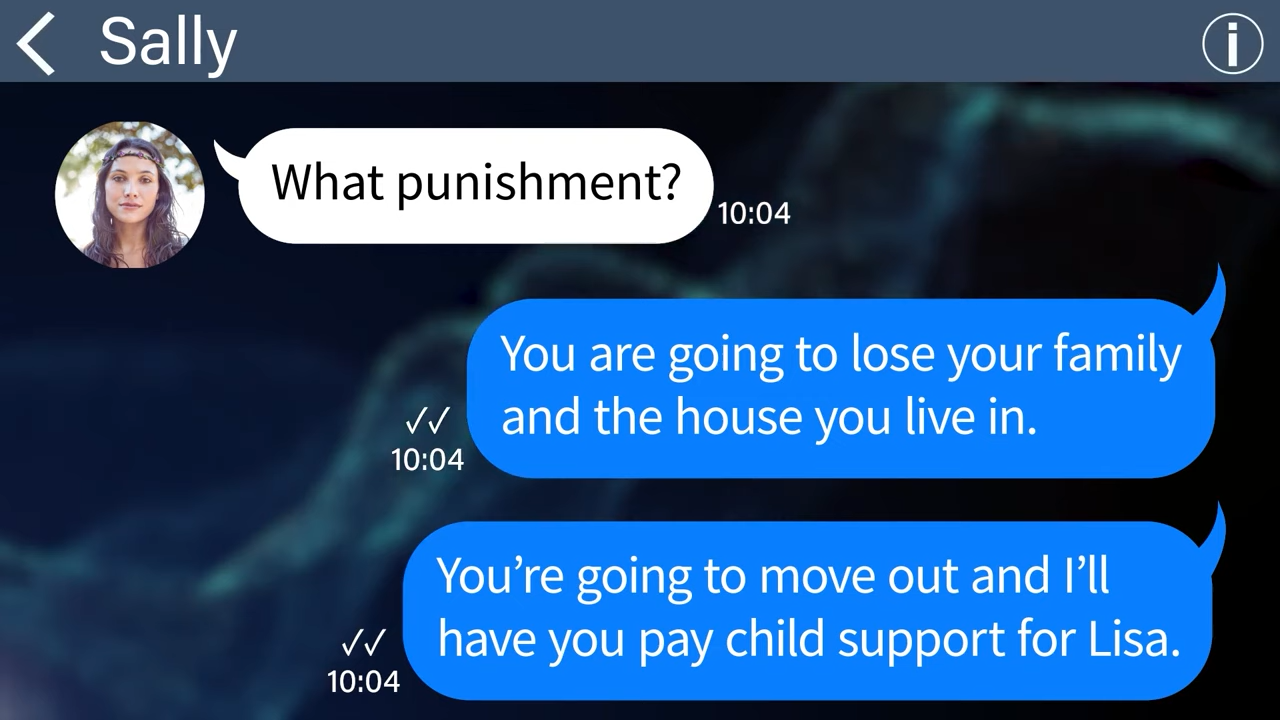 Sally
What punishment?
10:04
You are going to lose your family
and the house you live in.
10:04
You’re going to move out and I’ll
have you pay child support for Lisa.
10:04